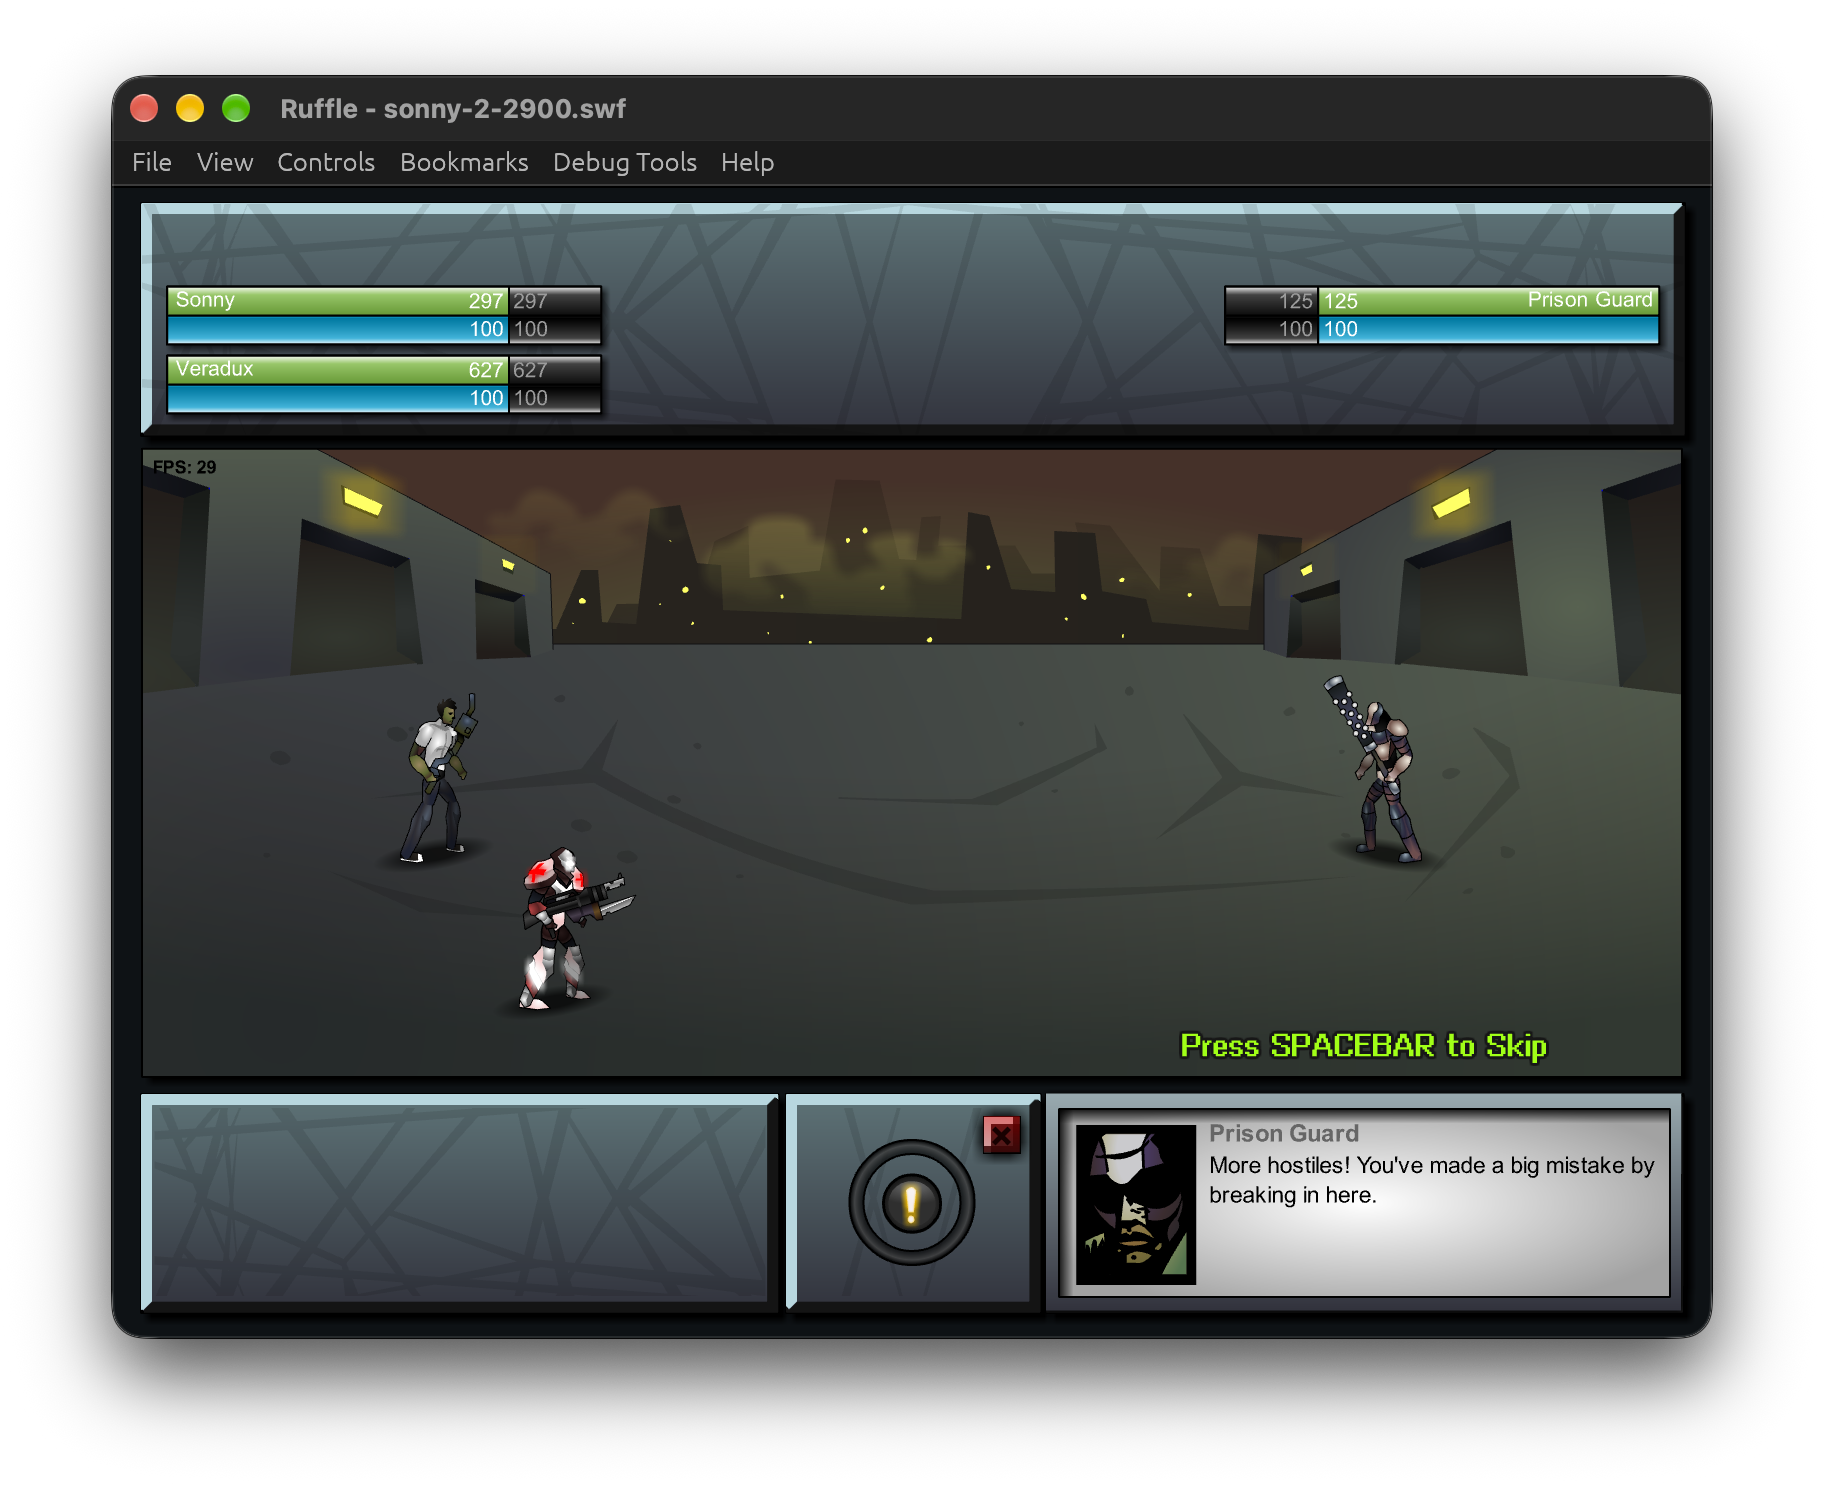 Ruffle - sonny-2-2900.swf
File View Controls Bookmarks Debug Tools Help
Sonny 297 297
100 100
Veradux 627 627
100 100
125 125 Prison Guard
100 100
FPS: 29
Press SPACEBAR to Skip
Prison Guard
More hostiles! You've made a big mistake by
breaking in here.